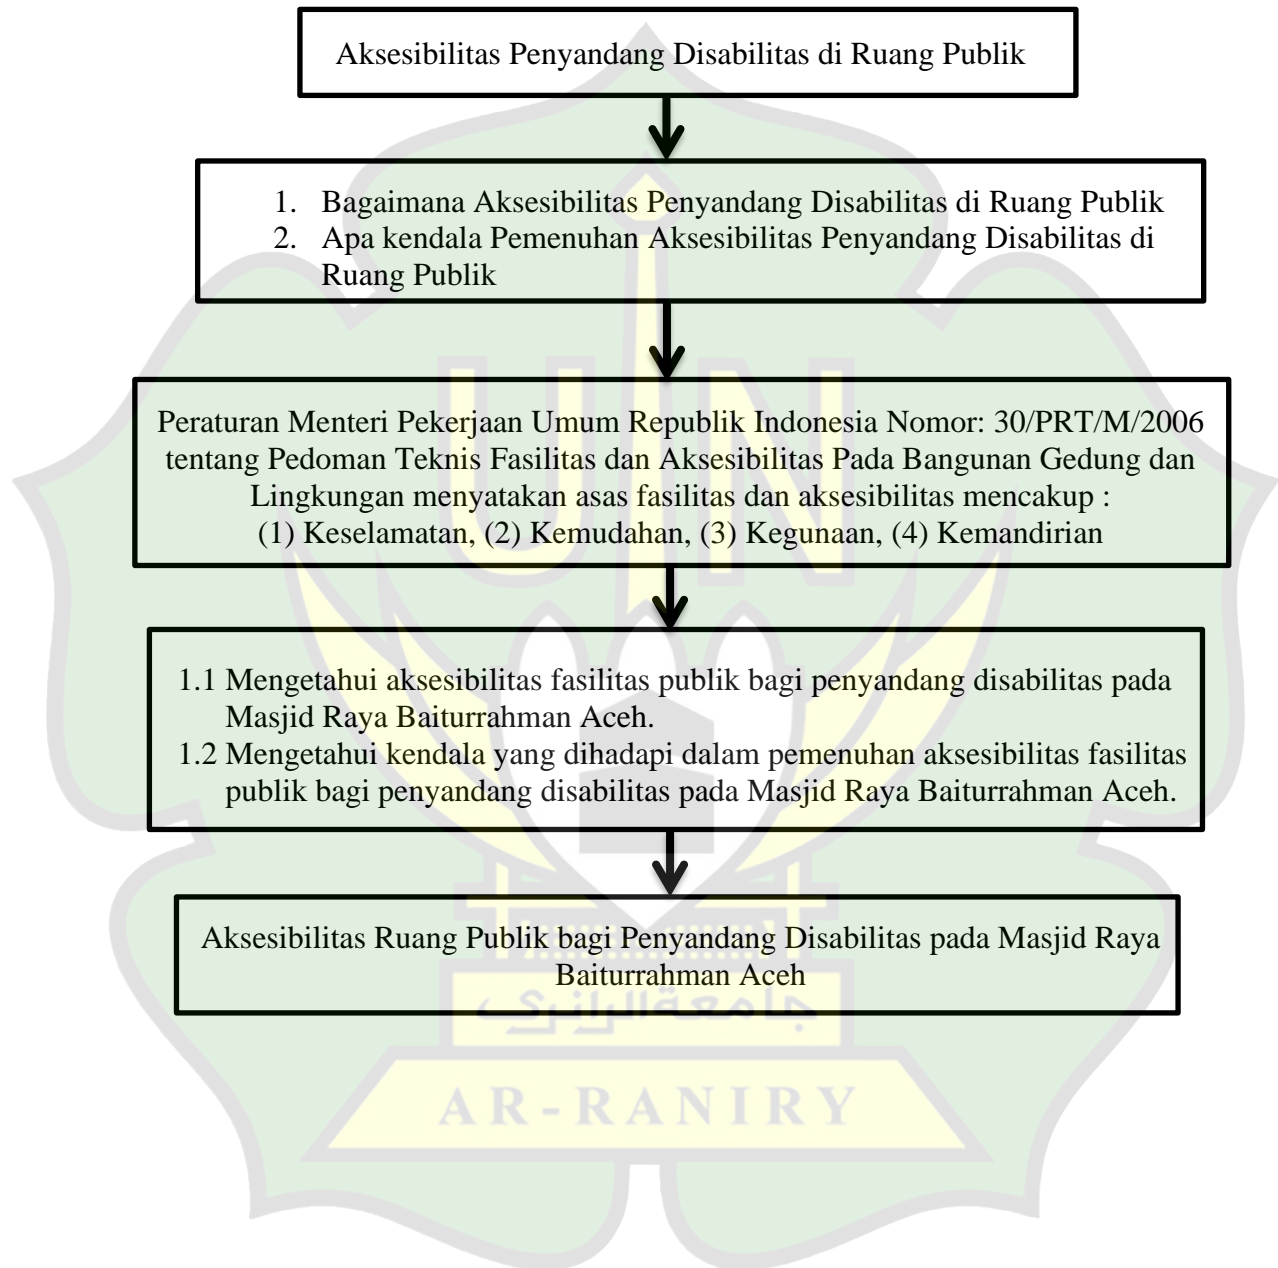 Aksesibilitas Penyandang Disabilitas di Ruang Publik
1. Bagaimana Aksesibilitas Penyandang Disabilitas di Ruang Publik
2. Apa kendala Pemenuhan Aksesibilitas Penyandang Disabilitas di
Ruang Publik
UIN
Peraturan Menteri Pekerjaan Umum Republik Indonesia Nomor: 30/PRT/M/2006
tentang Pedoman Teknis Fasilitas dan Aksesibilitas Pada Bangunan Gedung dan
Lingkungan menyatakan asas fasilitas dan aksesibilitas mencakup :
(1) Keselamatan, (2) Kemudahan, (3) Kegunaan, (4) Kemandirian
1.1 Mengetahui aksesibilitas fasilitas publik bagi penyandang disabilitas pada
Masjid Raya Baiturrahman Aceh.
1.2 Mengetahui kendala yang dihadapi dalam pemenuhan aksesibilitas fasilitas
publik bagi penyandang disabilitas pada Masjid Raya Baiturrahman Aceh.
Aksesibilitas Ruang Publik bagi Penyandang Disabilitas pada Masjid Raya
Baiturrahman Aceh
جامعة الرانري
AR-RANIRY